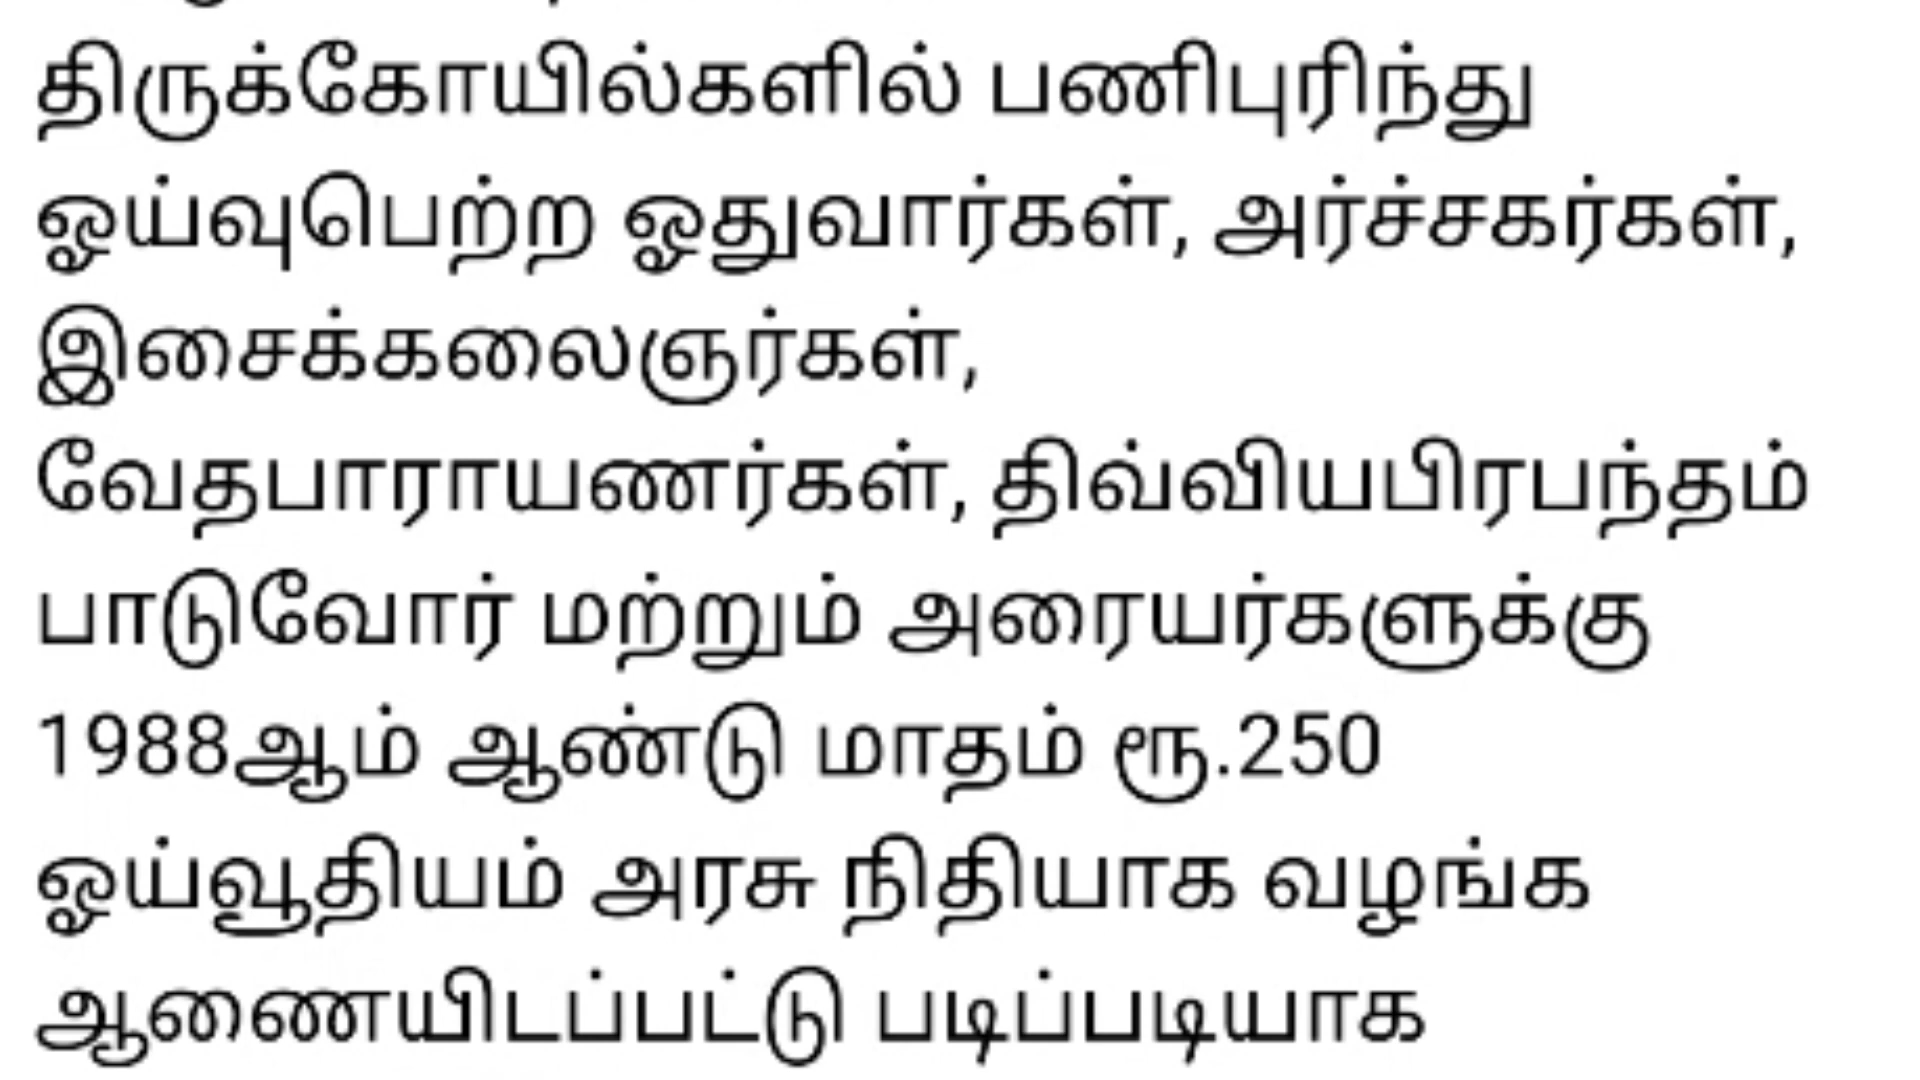 திருக்கோயில்களில் பணிபுரிந்து
ஓய்வுபெற்ற ஓதுவார்கள், அர்ச்சகர்கள்,
இசைக்கலைஞர்கள்,
வேதபாராயணர்கள், திவ்வியபிரபந்தம்
பாடுவோர் மற்றும் அரையர்களுக்கு
1988ஆம் ஆண்டு மாதம் ரூ.250
ஓய்வூதியம் அரசு நிதியாக வழங்க
ஆணையிடப்பட்டு படிப்படியாக